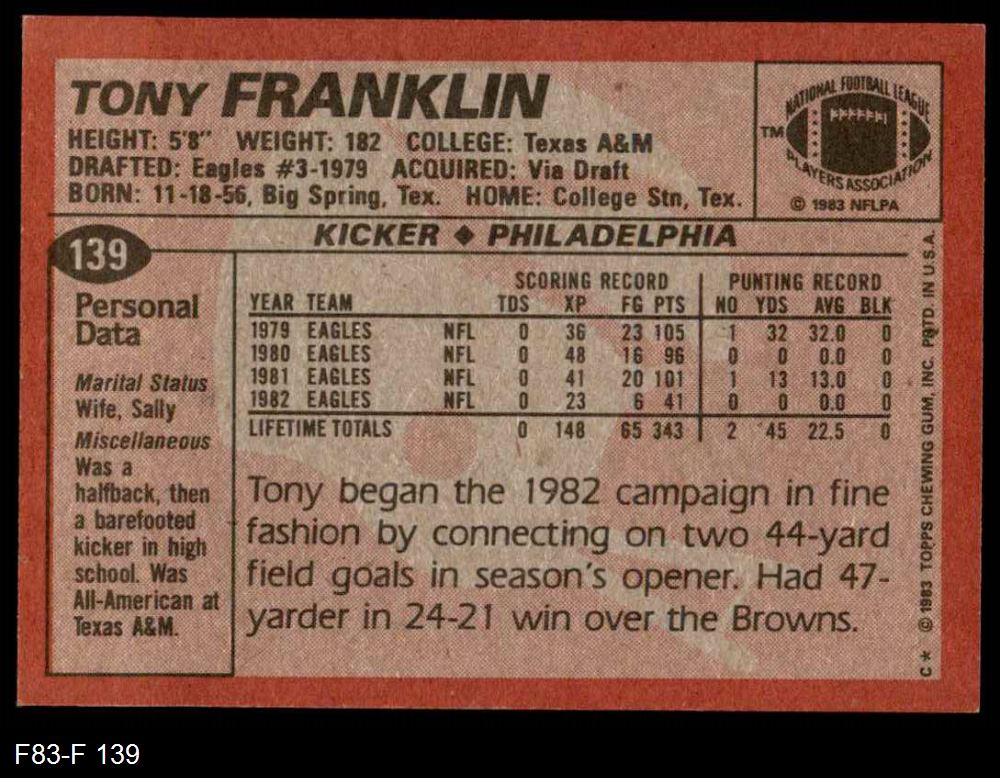 TONY FRANKLIN
HEIGHT: 5'8" WEIGHT: 182 COLLEGE: Texas A&M
DRAFTED: Eagles #3-1979 ACQUIRED: Via Draft
BORN: 11-18-56, Big Spring, Tex. HOME: College Stn, Tex.
NATIONAL FOOTBALL LEAGUE
TM
PLAYERS ASSOCIATION
© 1983 NFLPA
139
KICKER ◆ PHILADELPHIA
Personal
Data
Marital Status
Wife, Sally
Miscellaneous
Was a
halfback, then
a barefooted
kicker in high
school. Was
All-American at
Texas A&M.
SCORING RECORD PUNTING RECORD
YEAR TEAM TDS XP FG PTS NO YDS AVG BLK
1979 EAGLES NFL 0 36 23 105 1 32 32.0 0
1980 EAGLES NFL 0 48 16 96 0 0 0.0 0
1981 EAGLES NFL 0 41 20 101 1 13 13.0 0
1982 EAGLES NFL 0 23 6 41 0 0 0.0 0
LIFETIME TOTALS 0 148 65 343 2 45 22.5 0
Tony began the 1982 campaign in fine
fashion by connecting on two 44-yard
field goals in season's opener. Had 47-
yarder in 24-21 win over the Browns.
C* © 1983 TOPPS CHEWING GUM, INC. PRTD. IN U.S.A.
F83-F 139